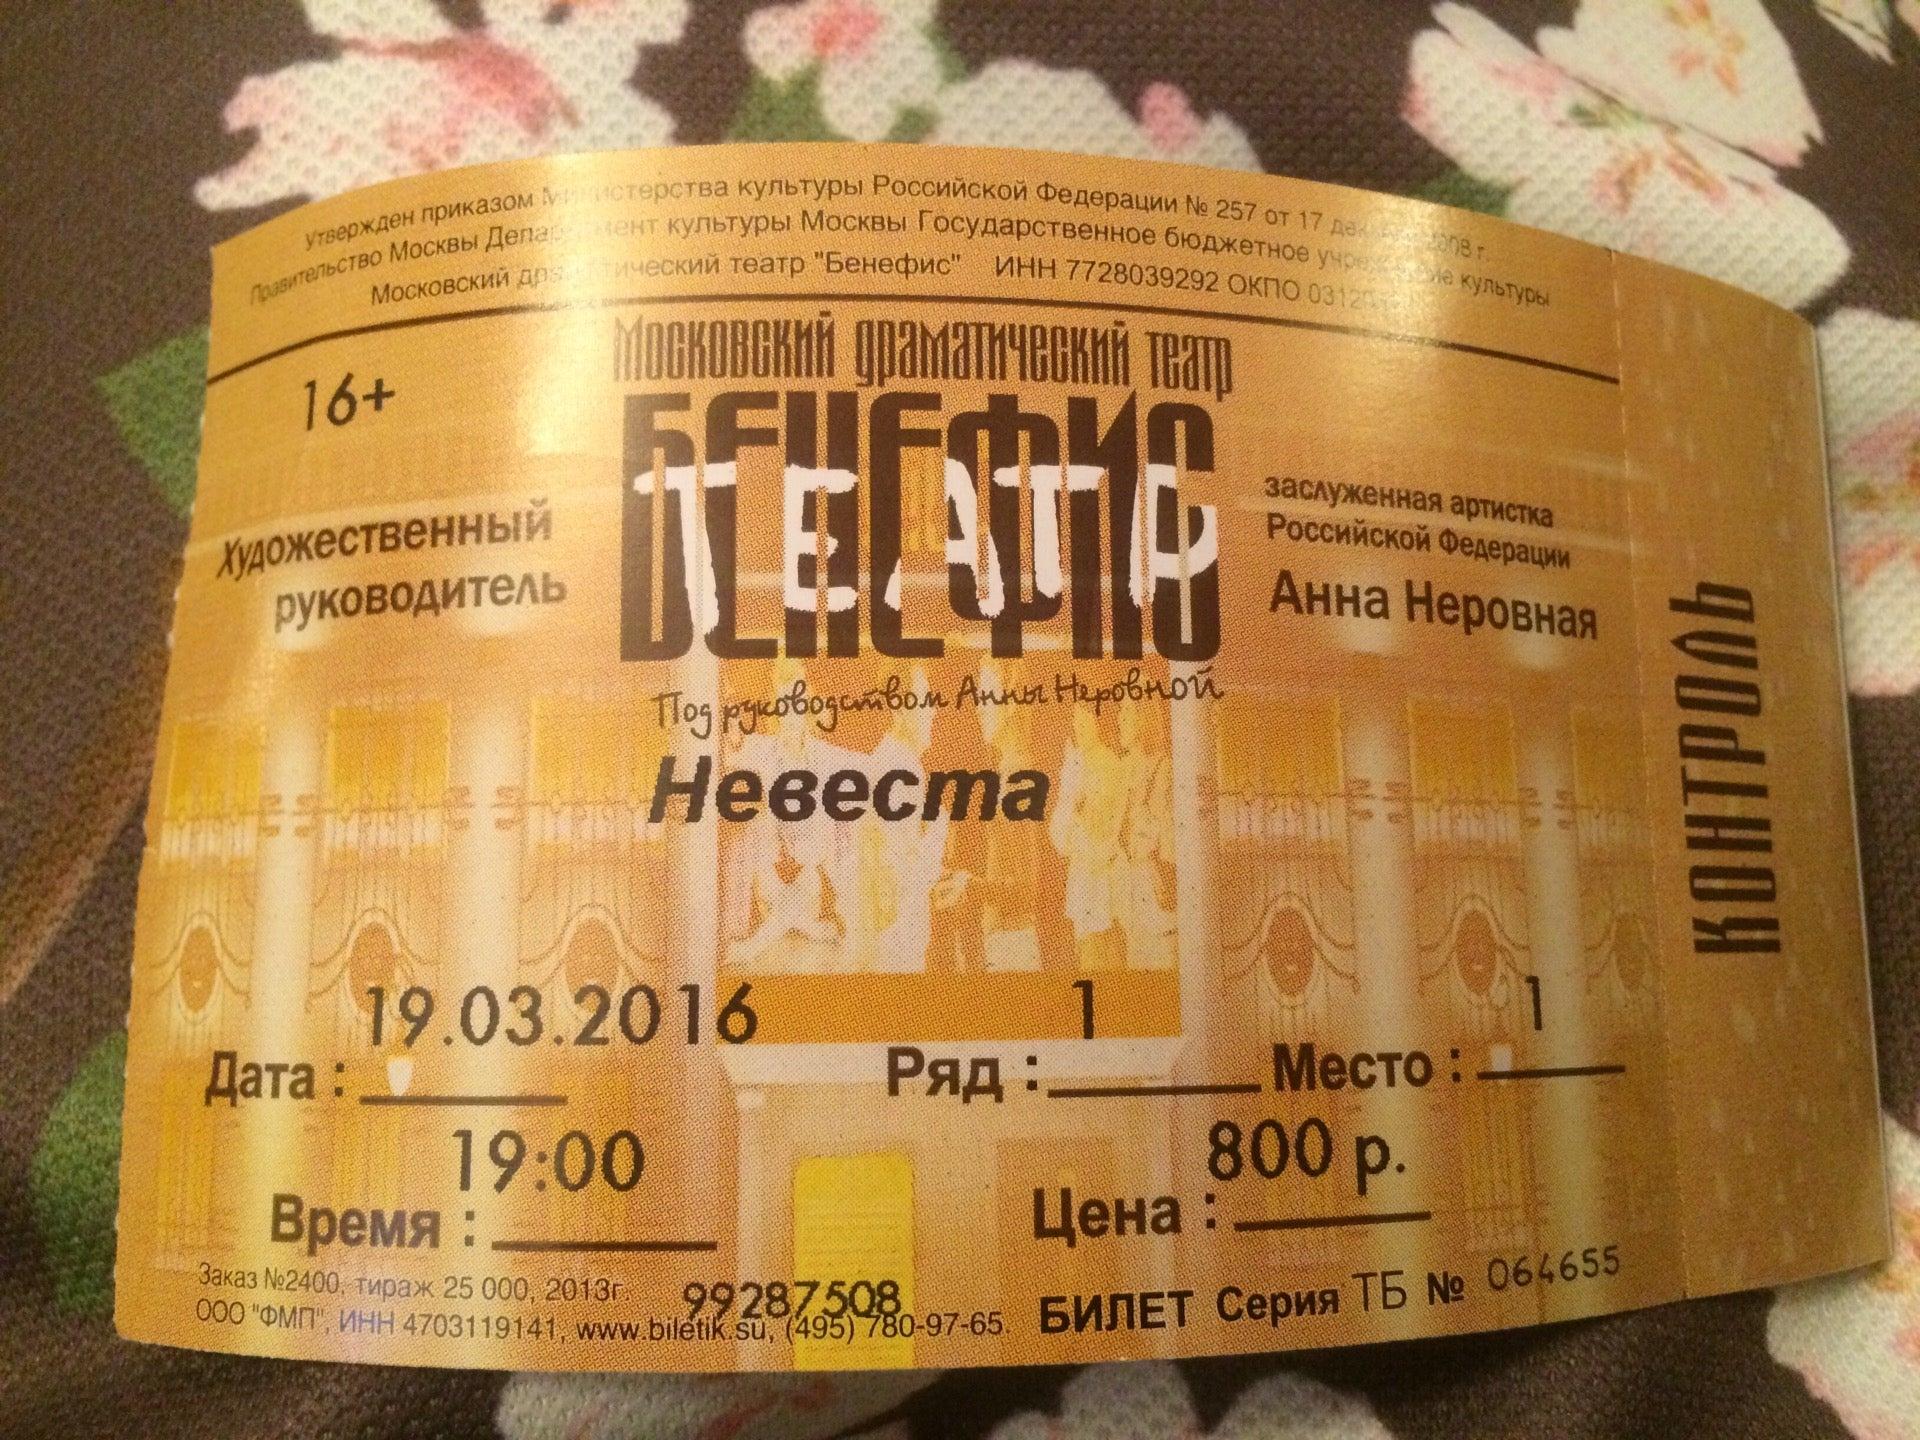 Утвержден приказом Министерства культуры Российской Федерации № 257 от 17 2008 г.
Правительство Москвы Департамент культуры Москвы Государственное бюджетное учреждение культуры
Московский драматический театр "Бенефис" ИНН 7728039292 ОКПО
16+
Московский драматический театр
БЕНЕФИС
ТЕАТР
Под руководством Анны Неровной
Художественный
руководитель
заслуженная артистка
Российской Федерации
Анна Неровная
КОНТРОЛЬ
Невеста
Дата : 19.03.2016 Ряд : 1 Место : 1
Время : 19:00 Цена : 800 р.
Заказ №2400, тираж 25 000, 2013г. 99287508
ООО "ФМП", ИНН 4703119141, www.biletik.su, (495) 780-97-65.
БИЛЕТ Серия ТБ № 064655